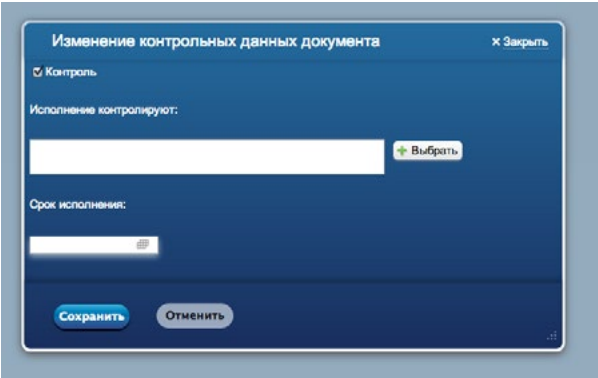 Изменение контрольных данных документа
× Закрыть
Контроль
Исполнение контролируют:
Выбрать
Срок исполнения:
Сохранить
Отменить